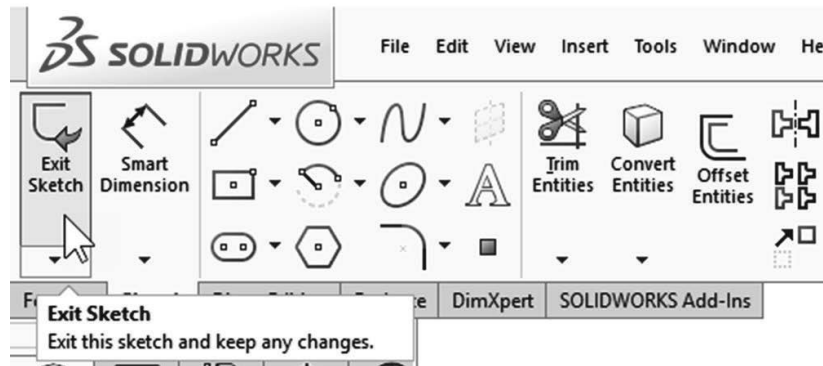 SOLIDWORKS
File Edit View Insert Tools Window He
Exit Sketch
Smart Dimension
Trim Entities
Convert Entities
Offset Entities
DimXpert SOLIDWORKS Add-Ins
Exit Sketch
Exit this sketch and keep any changes.